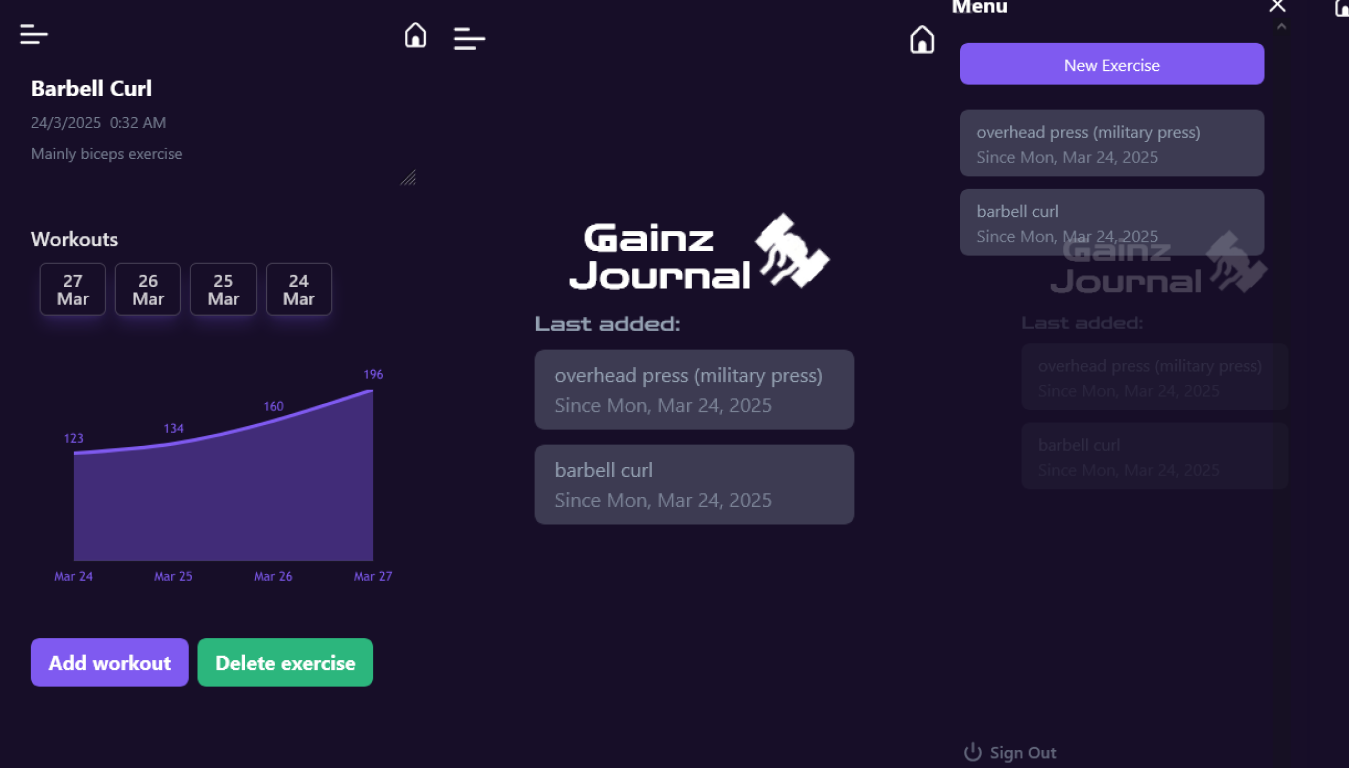 Barbell Curl
24/3/2025 0:32 AM
Mainly biceps exercise
Workouts
27
Mar
26
Mar
25
Mar
24
Mar
123
134
160
196
Mar 24
Mar 25
Mar 26
Mar 27
Add workout
Delete exercise
Gainz
Journal
Last added:
overhead press (military press)
Since Mon, Mar 24, 2025
barbell curl
Since Mon, Mar 24, 2025
Menu
New Exercise
overhead press (military press)
Since Mon, Mar 24, 2025
barbell curl
Since Mon, Mar 24, 2025
Gainz
Journal
Last added:
overhead press (military press)
Since Mon, Mar 24, 2025
barbell curl
Since Mon, Mar 24, 2025
Sign Out